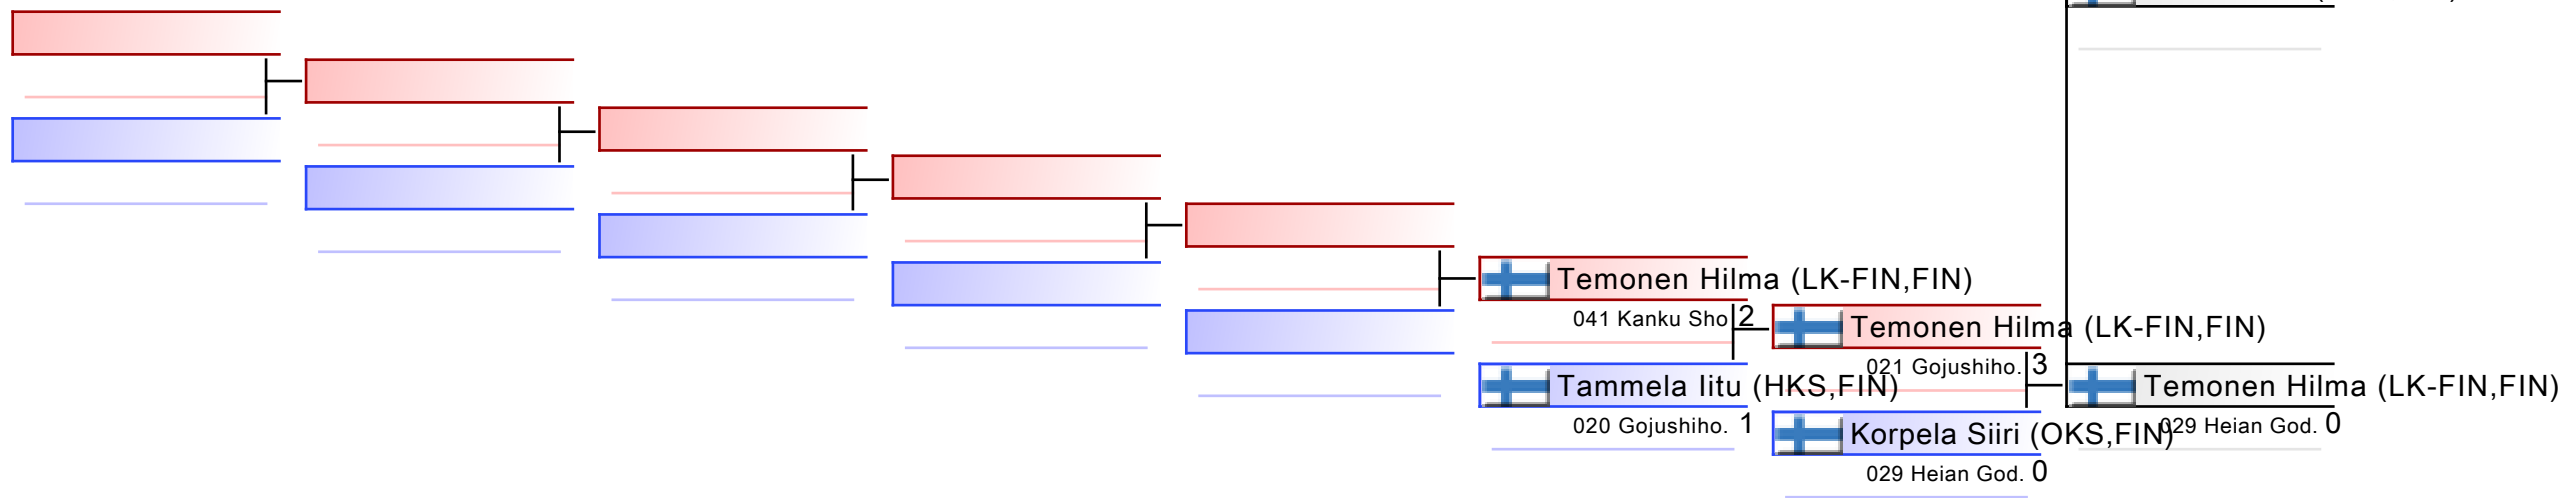 Temonen Hilma (LK-FIN,FIN)
041 Kanku Sho 2
Tammela Iitu (HKS,FIN)
020 Gojushiho. 1
Temonen Hilma (LK-FIN,FIN)
021 Gojushiho. 3
Korpela Siiri (OKS,FIN)
029 Heian God. 0
Temonen Hilma (LK-FIN,FIN)
029 Heian God. 0